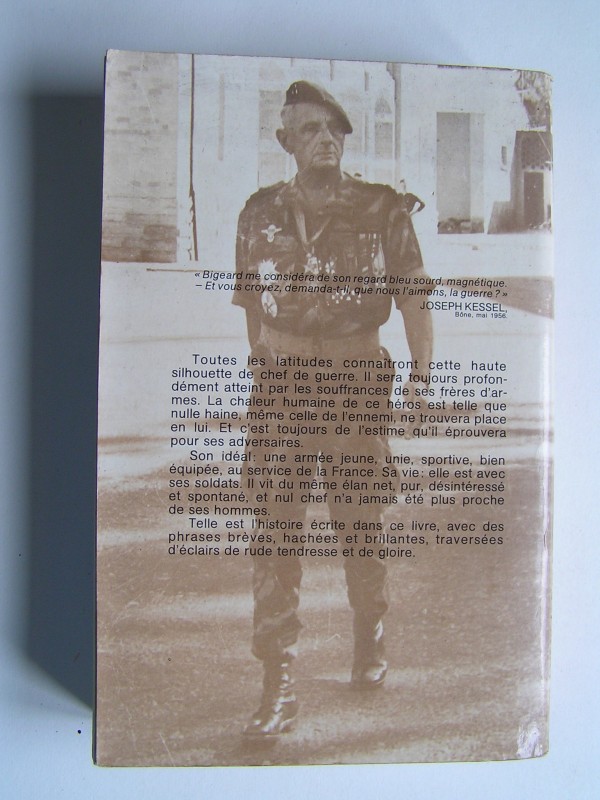 « Bigeard me considéra de son regard bleu sourd, magnétique.
– Et vous croyez, demanda-t-il, que nous l'aimons, la guerre ? »
JOSEPH KESSEL,
Bône, mai 1956.
Toutes les latitudes connaîtront cette haute
silhouette de chef de guerre. Il sera toujours profon-
dément atteint par les souffrances de ses frères d'ar-
mes. La chaleur humaine de ce héros est telle que
nulle haine, même celle de l'ennemi, ne trouvera place
en lui. Et c'est toujours de l'estime qu'il éprouvera
pour ses adversaires.
Son idéal : une armée jeune, unie, sportive, bien
équipée, au service de la France. Sa vie : elle est avec
ses soldats. Il vit du même élan net, pur, désintéressé
et spontané, et nul chef n'a jamais été plus proche
de ses hommes.
Telle est l'histoire écrite dans ce livre, avec des
phrases brèves, hachées et brillantes, traversées
d'éclairs de rude tendresse et de gloire.